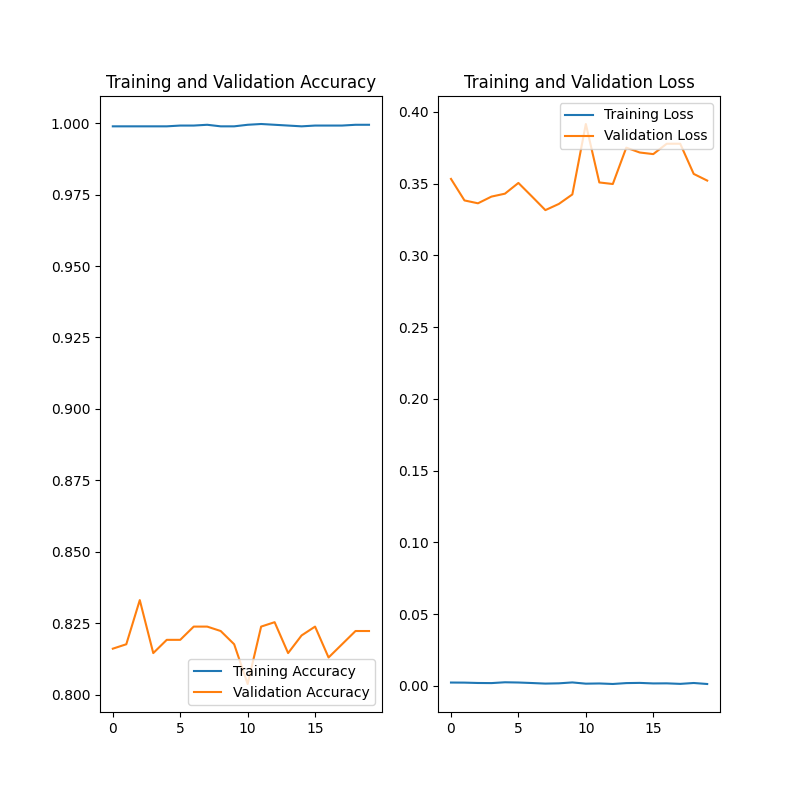 Training and Validation Accuracy
1.000
0.975
0.950
0.925
0.900
0.875
0.850
0.825
0.800
Training Accuracy
Validation Accuracy
0 5 10 15
Training and Validation Loss
0.40
0.35
0.30
0.25
0.20
0.15
0.10
0.05
0.00
Training Loss
Validation Loss
0 5 10 15